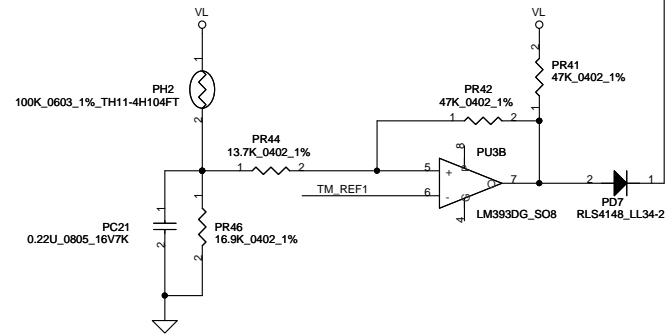 VL
VL
1
2
PH2
100K_0603_1%_TH11-4H104FT
2
PR41
47K_0402_1%
1
PR42
47K_0402_1%
1
2
PR44
13.7K_0402_1%
1
2
PU3B
8
P
5
+
6
-
O
7
G
4
TM_REF1
LM393DG_SO8
2
1
PD7
RLS4148_LL34-2
1
PC21
0.22U_0805_16V7K
2
1
PR46
16.9K_0402_1%
2